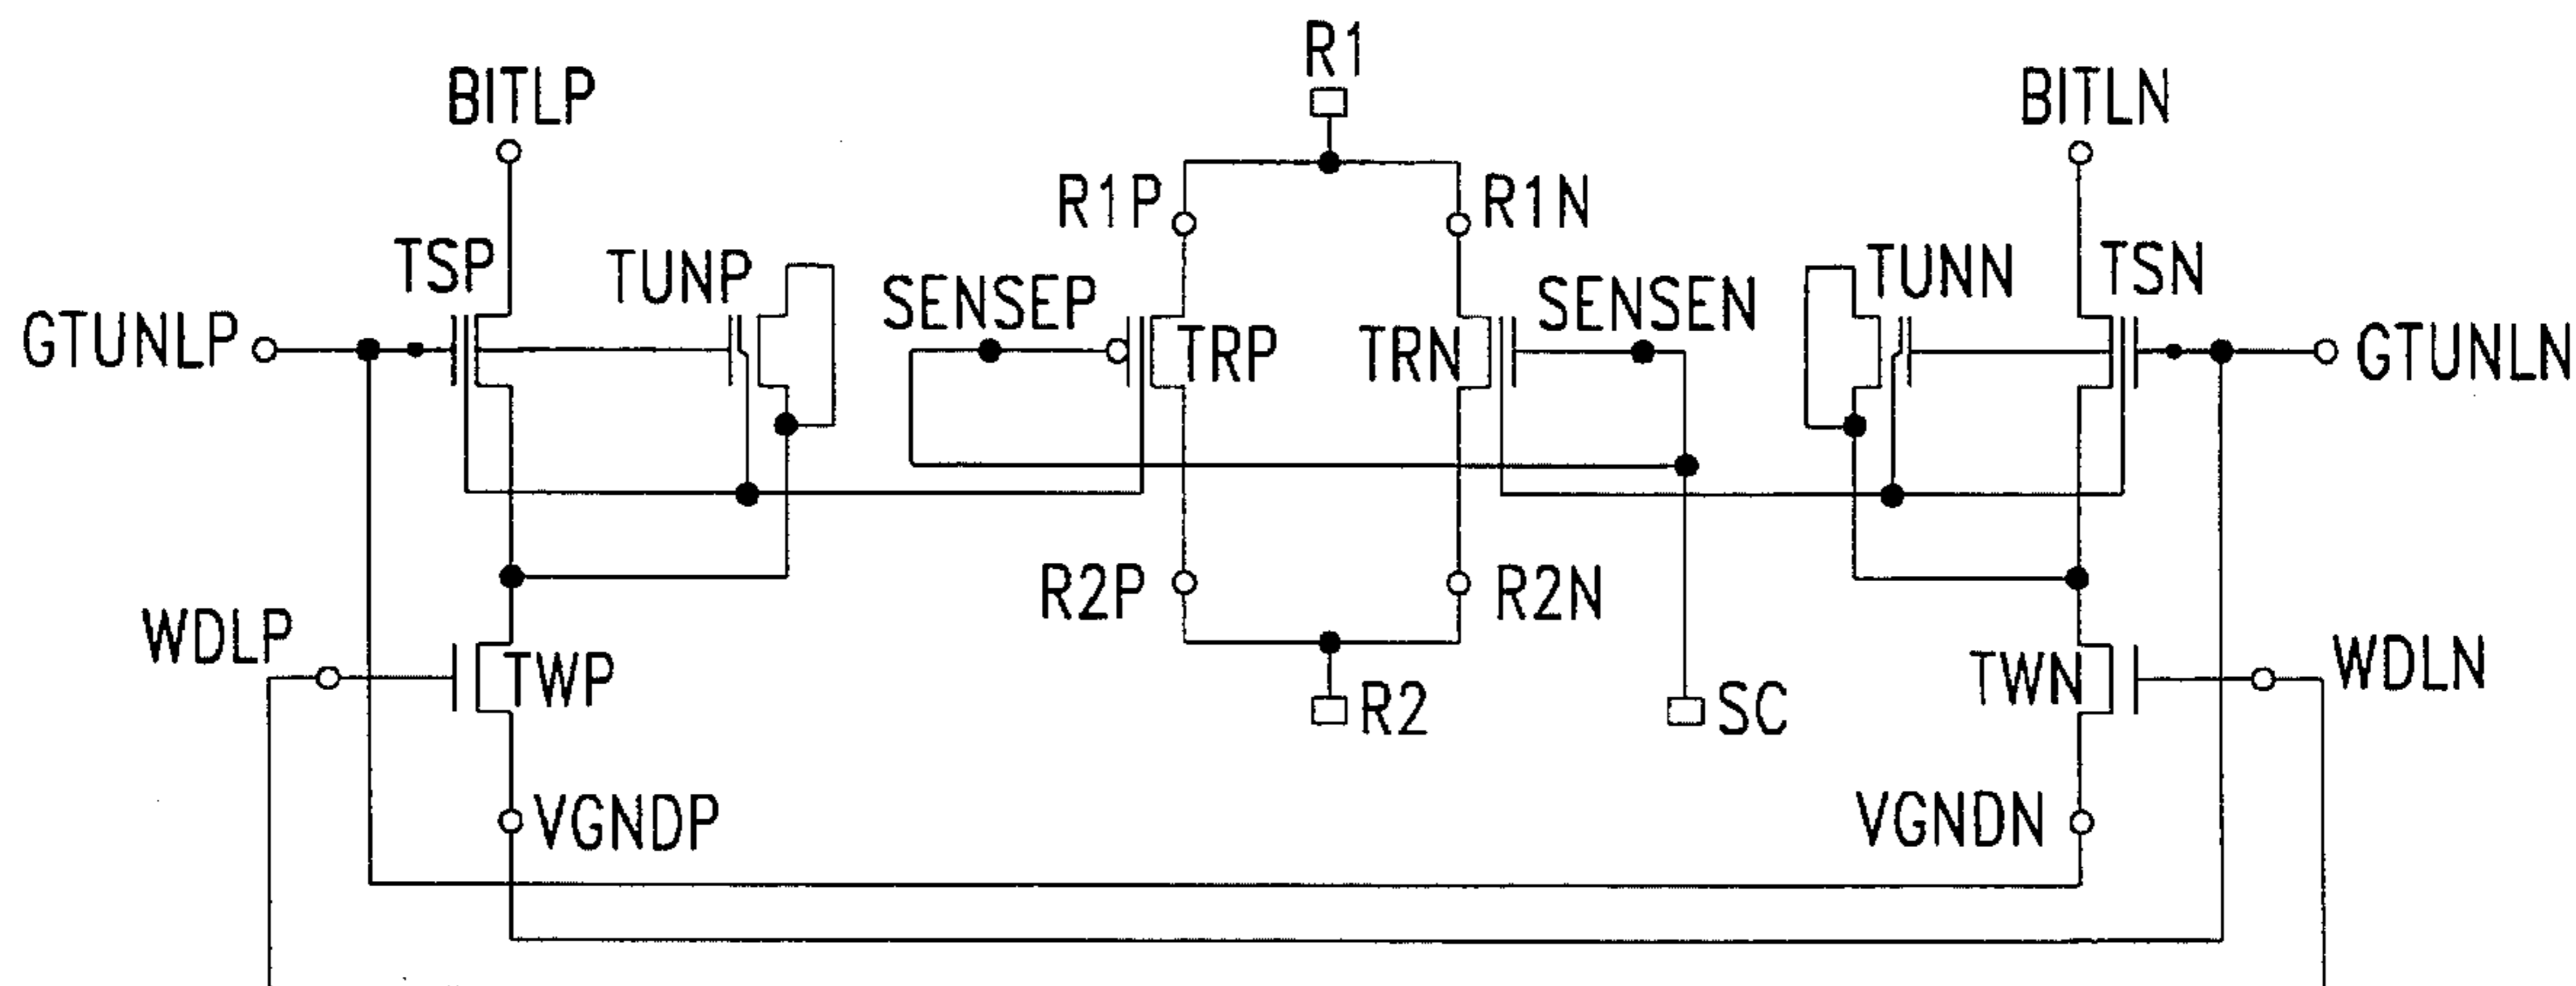 R1
BITLP
BITLN
R1P
R1N
TSP
TUNP
SENSEP
SENSEN
TUNN
TSN
GTUNLP
TRP
TRN
GTUNLN
R2P
R2N
WDLP
TWP
TWN
WDLN
R2
SC
VGNDP
VGNDN